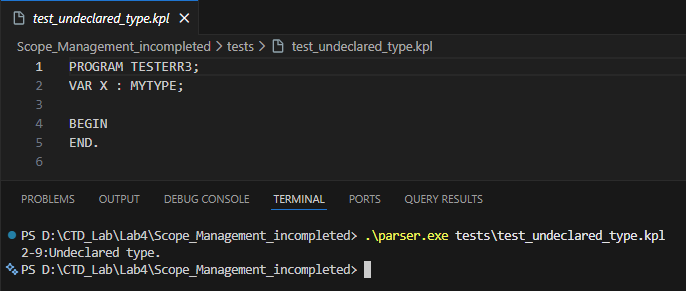 test_undeclared_type.kpl
Scope_Management_incompleted > tests > test_undeclared_type.kpl
1 PROGRAM TESTERR3;
2 VAR X : MYTYPE;
3
4 BEGIN
5 END.
6
PROBLEMS OUTPUT DEBUG CONSOLE TERMINAL PORTS QUERY RESULTS
PS D:\CTD_Lab\Lab4\Scope_Management_incompleted> .\parser.exe tests\test_undeclared_type.kpl
2-9:Undeclared type.
PS D:\CTD_Lab\Lab4\Scope_Management_incompleted>